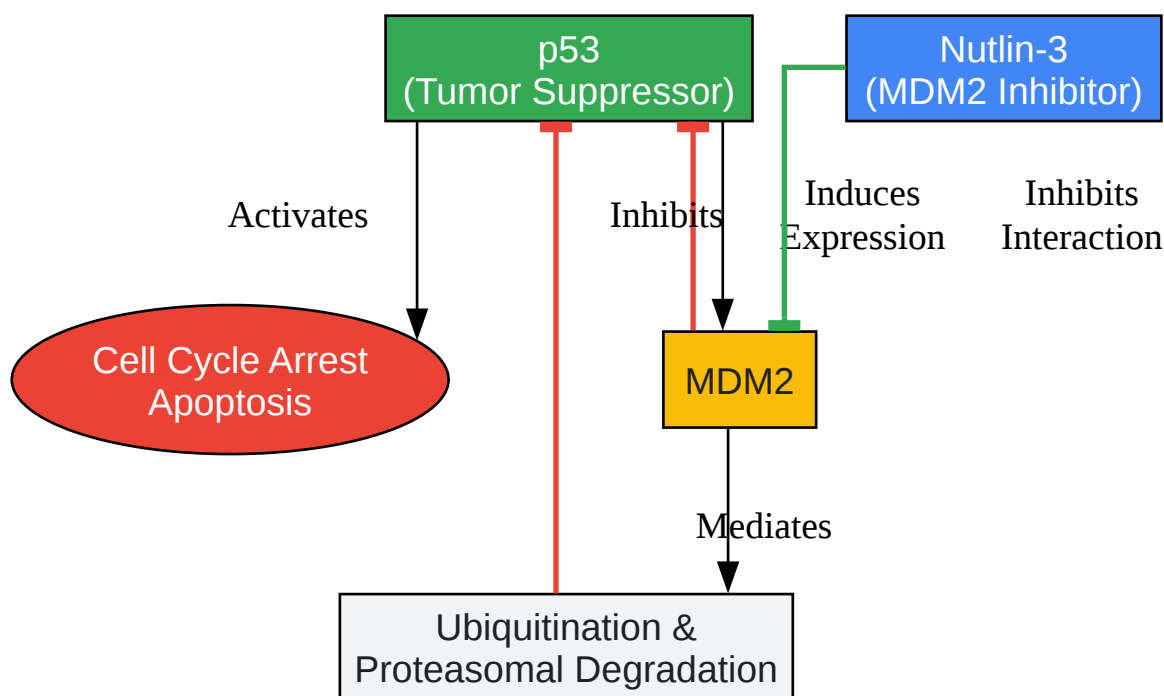 p53
(Tumor Suppressor)
Nutlin-3
(MDM2 Inhibitor)
Activates
Inhibits
Induces
Expression
Inhibits
Interaction
Cell Cycle Arrest
Apoptosis
MDM2
Mediates
Ubiquitination &
Proteasomal Degradation